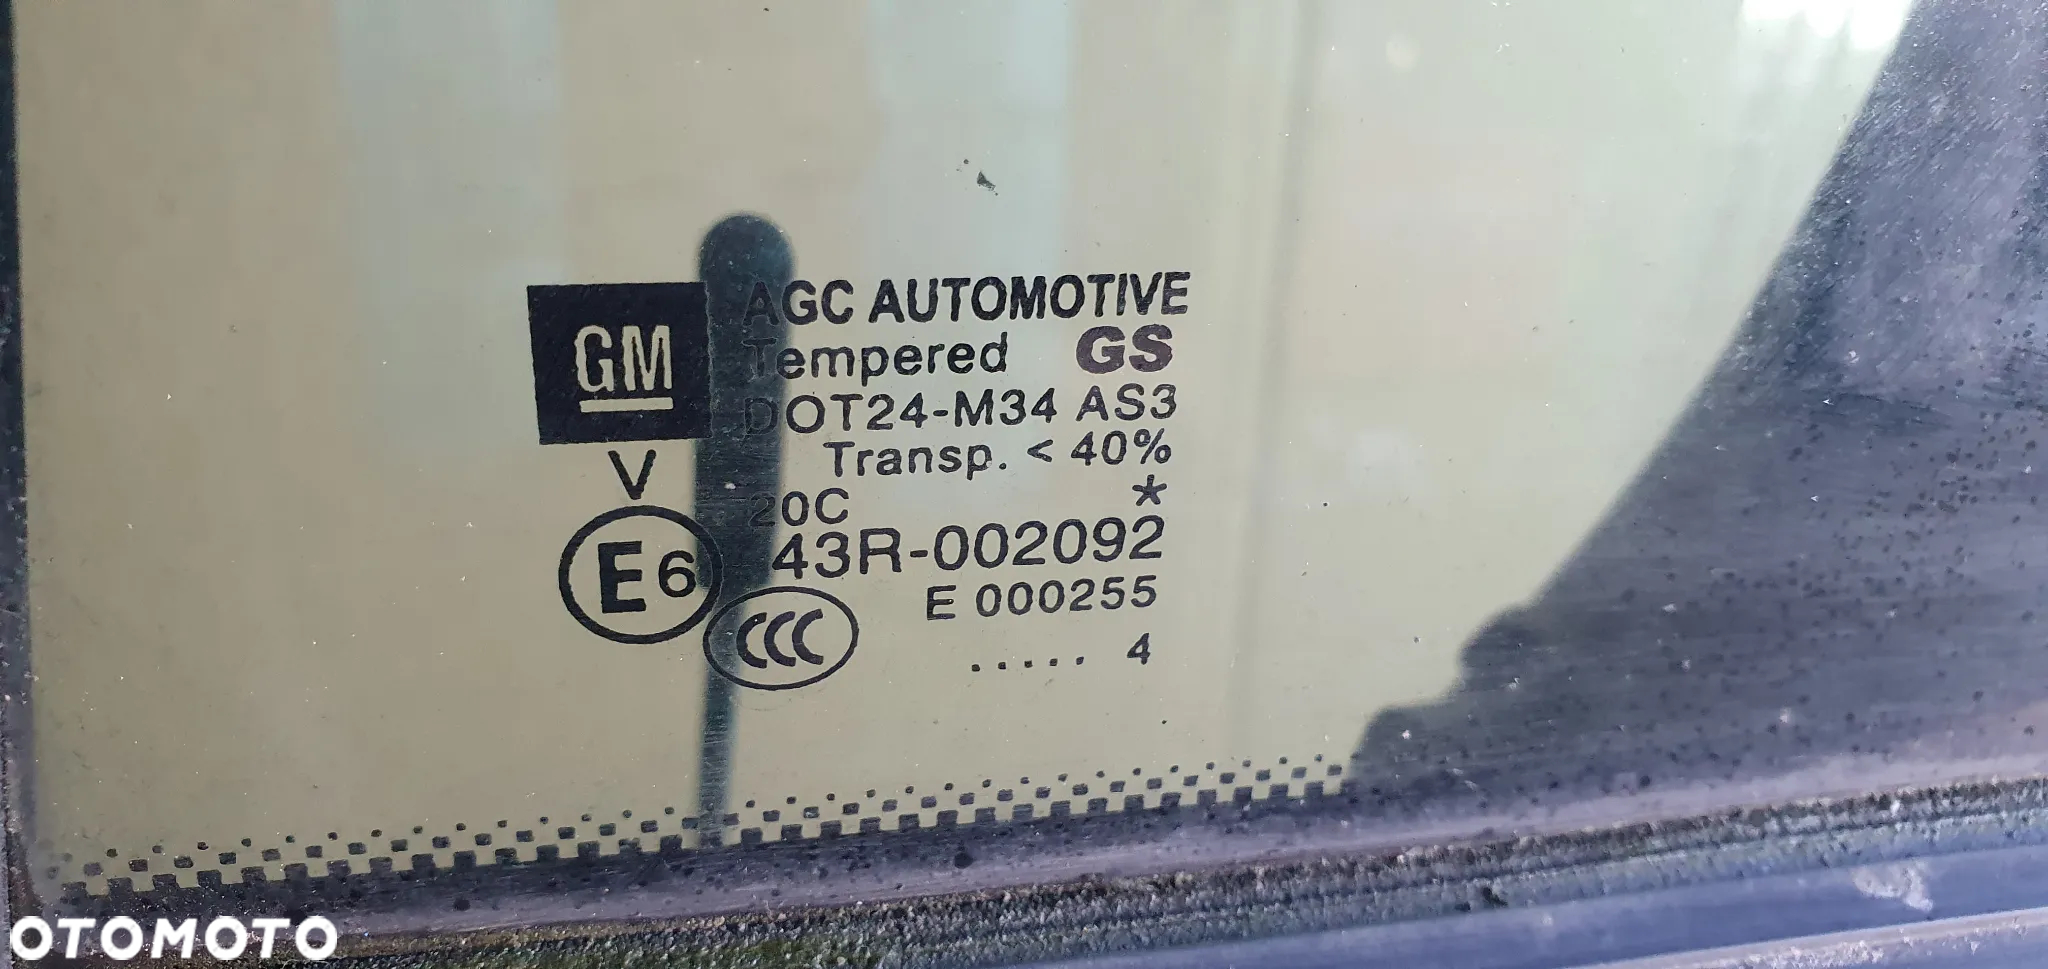 GM
AGC AUTOMOTIVE
Tempered GS
DOT24-M34 AS3
Transp. < 40%
V
20C *
E6 43R-002092
E 000255
CCC
..... 4
OTOMOTO